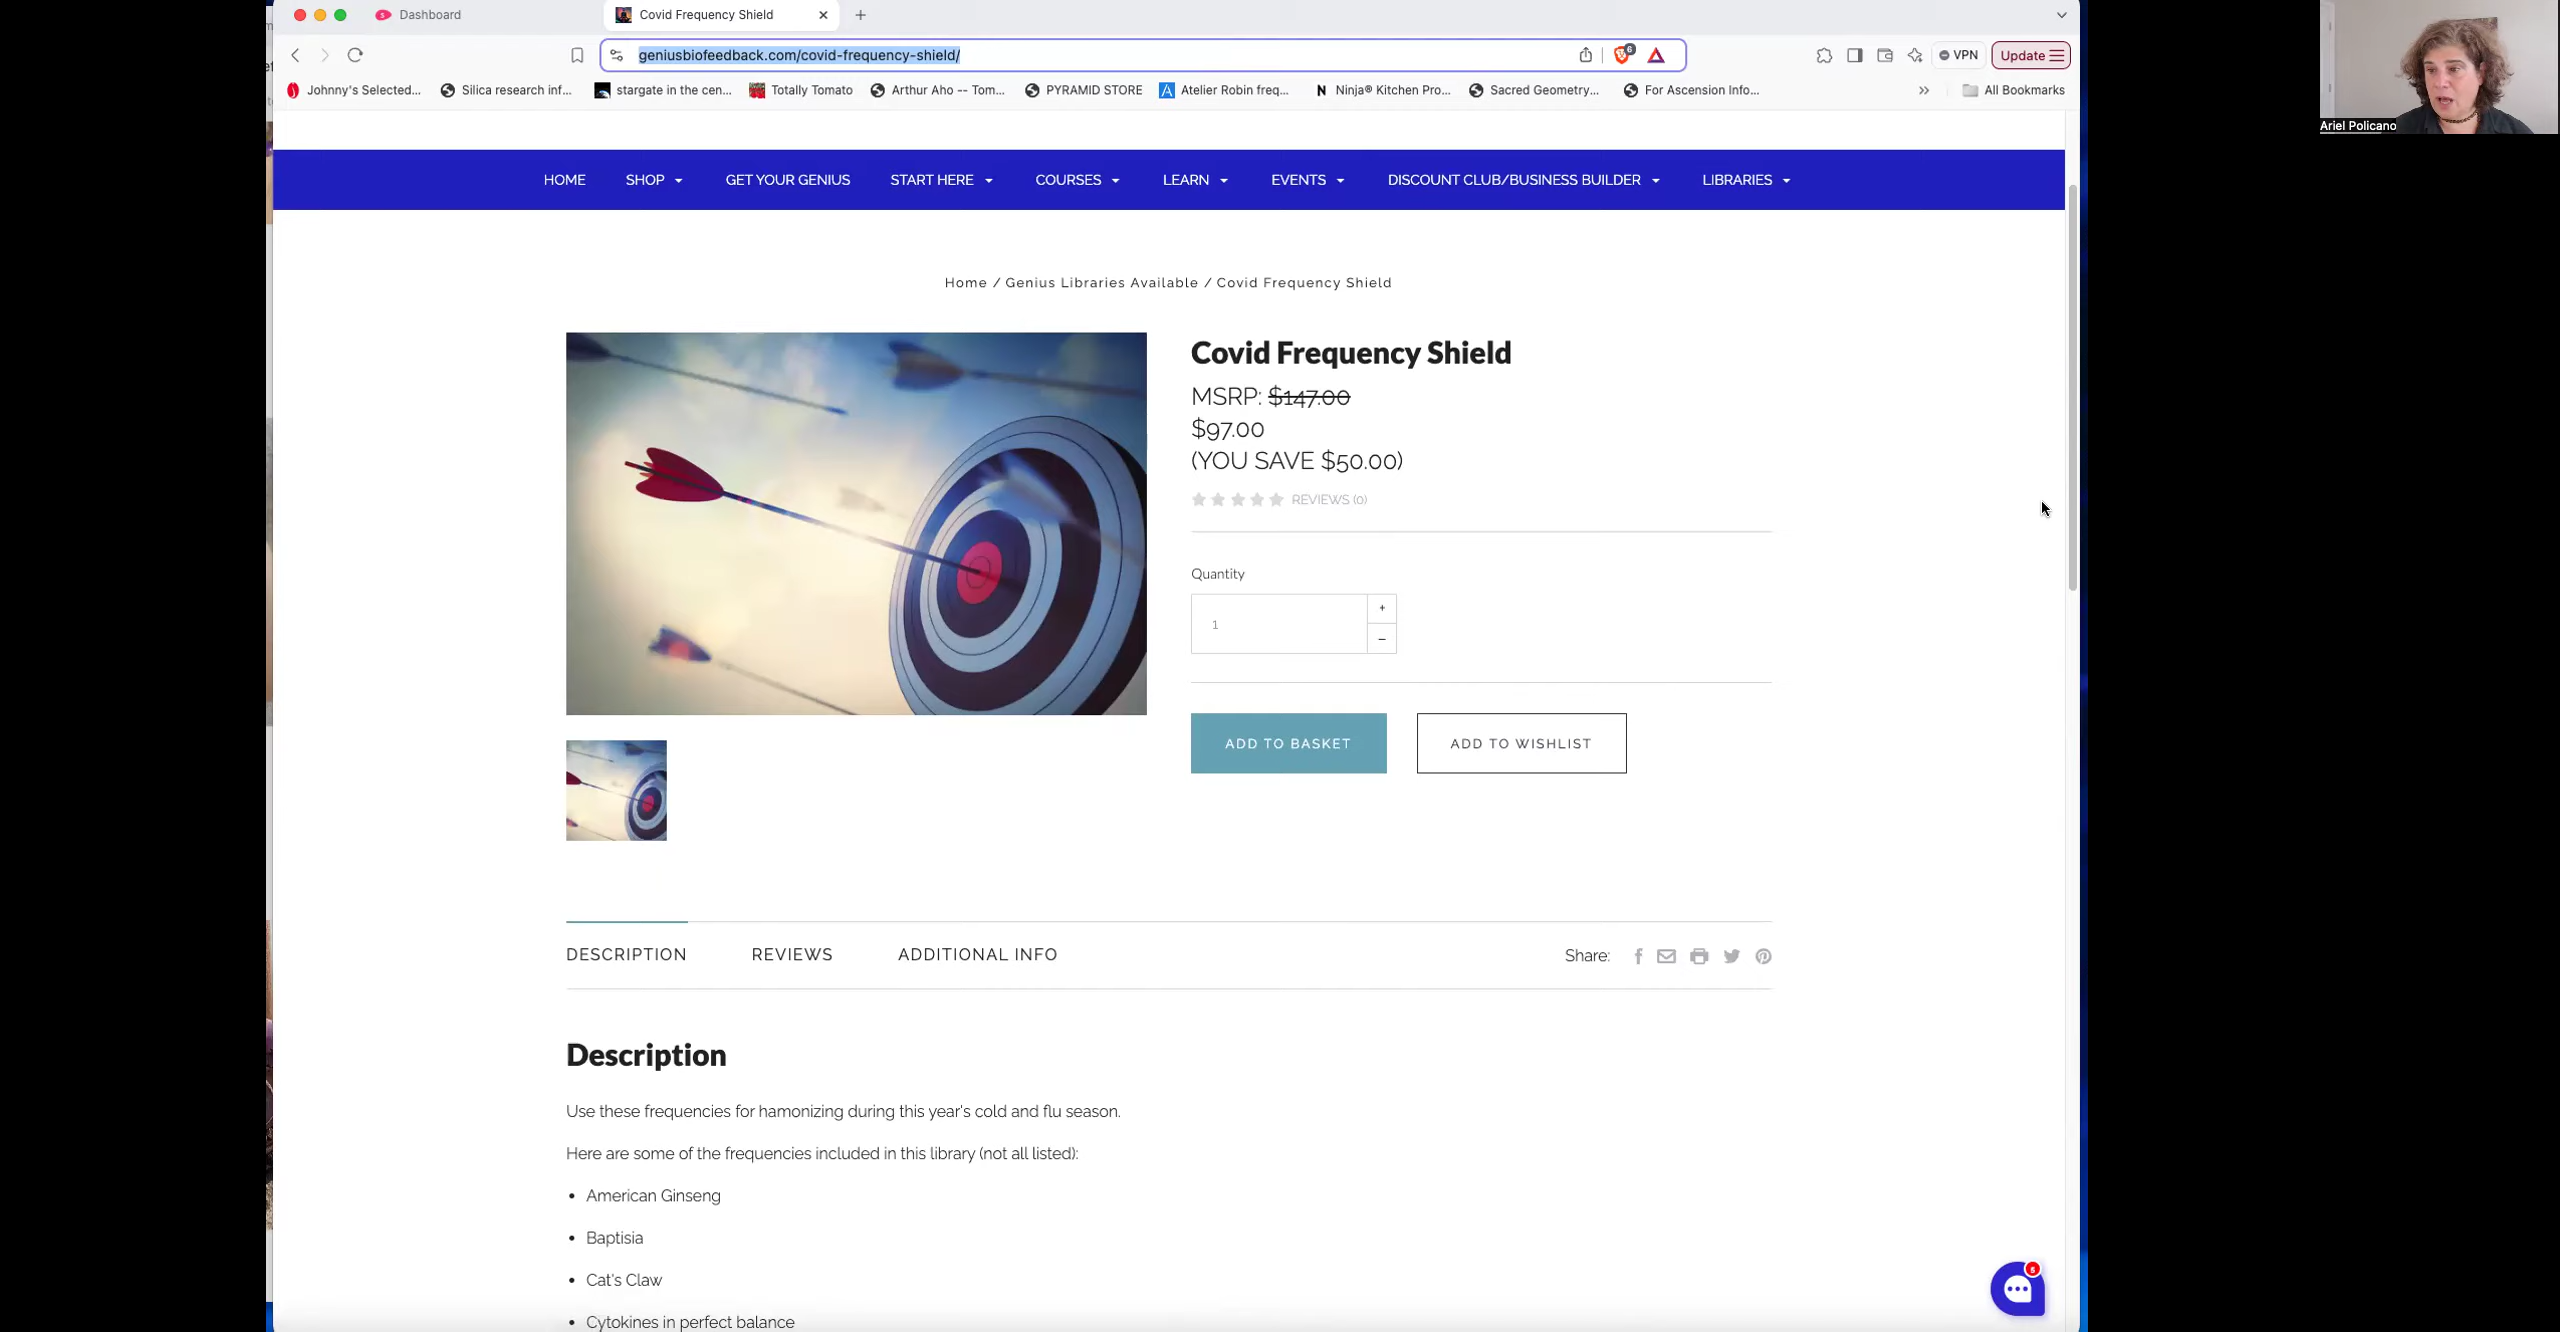 Dashboard
Covid Frequency Shield
geniusbiofeedback.com/covid-frequency-shield/
6
VPN
Update
Johnny's Selected...
Silica research inf...
stargate in the cen...
Totally Tomato
Arthur Aho -- Tom...
PYRAMID STORE
Atelier Robin freq...
Ninja® Kitchen Pro...
Sacred Geometry...
For Ascension Info...
All Bookmarks
Ariel Policano
HOME
SHOP
GET YOUR GENIUS
START HERE
COURSES
LEARN
EVENTS
DISCOUNT CLUB/BUSINESS BUILDER
LIBRARIES
Home / Genius Libraries Available / Covid Frequency Shield
Covid Frequency Shield
MSRP: $147.00
$97.00
(YOU SAVE $50.00)
REVIEWS (0)
Quantity
1
ADD TO BASKET
ADD TO WISHLIST
DESCRIPTION
REVIEWS
ADDITIONAL INFO
Share:
Description
Use these frequencies for hamonizing during this year's cold and flu season.
Here are some of the frequencies included in this library (not all listed):
• American Ginseng
• Baptisia
• Cat's Claw
• Cytokines in perfect balance
5